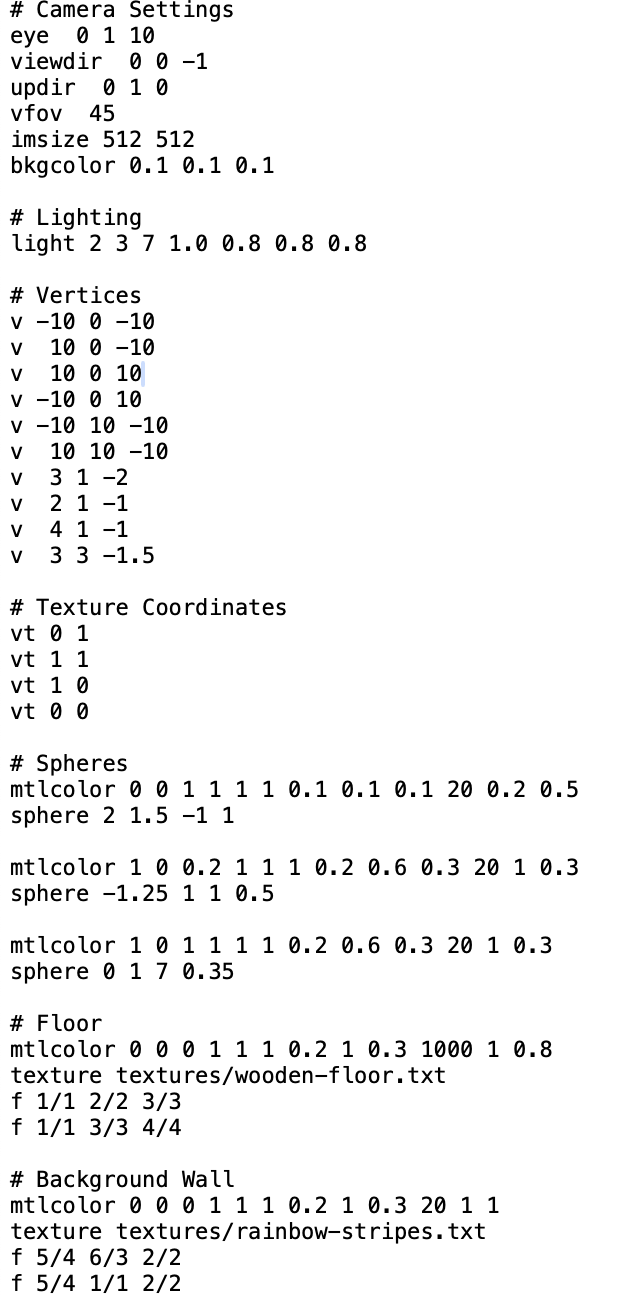 # Camera Settings
eye  0 1 10
viewdir  0 0 -1
updir  0 1 0
vfov  45
imsize 512 512
bkgcolor 0.1 0.1 0.1

# Lighting
light 2 3 7 1.0 0.8 0.8 0.8

# Vertices
v -10 0 -10
v  10 0 -10
v  10 0 10
v -10 0 10
v -10 10 -10
v  10 10 -10
v  3 1 -2
v  2 1 -1
v  4 1 -1
v  3 3 -1.5

# Texture Coordinates
vt 0 1
vt 1 1
vt 1 0
vt 0 0

# Spheres
mtlcolor 0 0 1 1 1 1 0.1 0.1 0.1 20 0.2 0.5
sphere 2 1.5 -1 1

mtlcolor 1 0 0.2 1 1 1 0.2 0.6 0.3 20 1 0.3
sphere -1.25 1 1 0.5

mtlcolor 1 0 1 1 1 1 0.2 0.6 0.3 20 1 0.3
sphere 0 1 7 0.35

# Floor
mtlcolor 0 0 0 1 1 1 0.2 1 0.3 1000 1 0.8
texture textures/wooden-floor.txt
f 1/1 2/2 3/3
f 1/1 3/3 4/4

# Background Wall
mtlcolor 0 0 0 1 1 1 0.2 1 0.3 20 1 1
texture textures/rainbow-stripes.txt
f 5/4 6/3 2/2
f 5/4 1/1 2/2